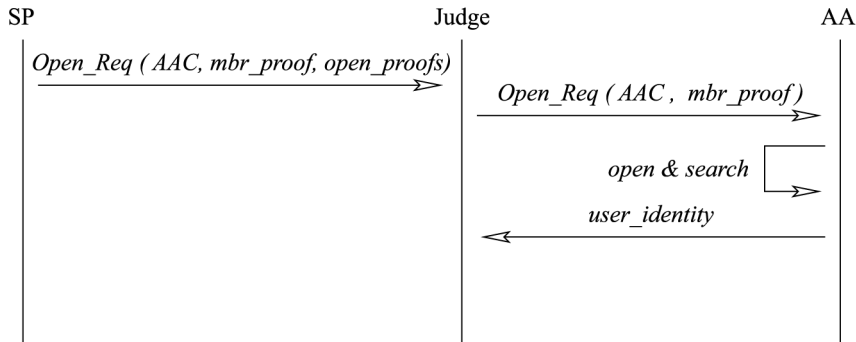 SP Judge AA
Open_Req ( AAC, mbr_proof, open_proofs)
Open_Req ( AAC , mbr_proof )
open & search
user_identity